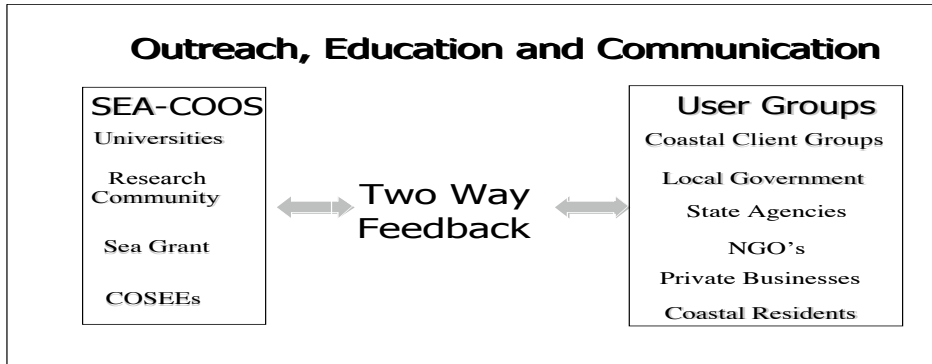 Outreach, Education and Communication
SEA-COOS
Universities
Research
Community
Sea Grant
COSEEs
Two Way
Feedback
User Groups
Coastal Client Groups
Local Government
State Agencies
NGO's
Private Businesses
Coastal Residents